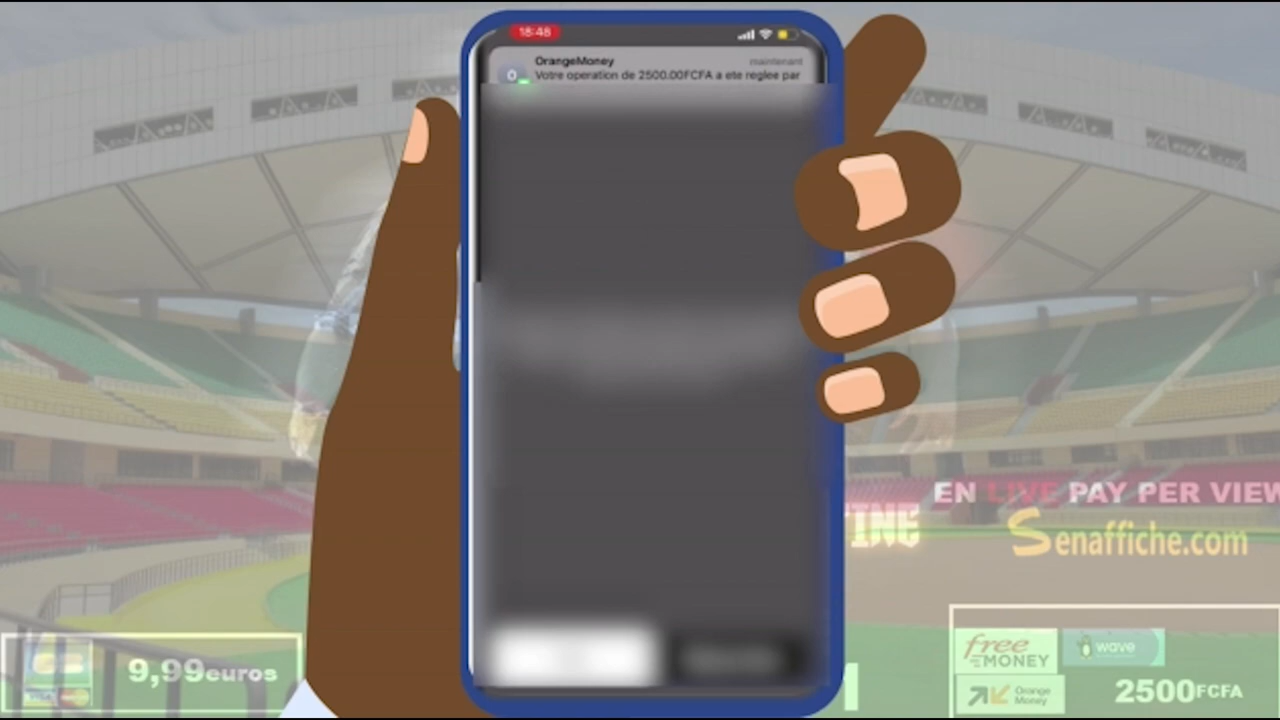 18:48
OrangeMoney maintenant
Votre operation de 2500.00FCFA a ete reglee par
EN LIVE PAY PER VIEW
Senaffiche.com
9,99euros
VISA
free
MONEY
wave
Orange
Money
2500FCFA